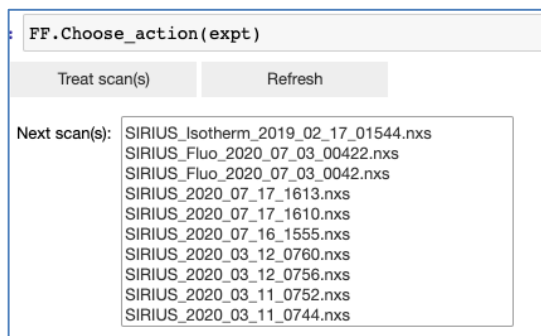 : FF.Choose_action(expt)
Treat scan(s) Refresh
Next scan(s): SIRIUS_Isotherm_2019_02_17_01544.nxs
SIRIUS_Fluo_2020_07_03_00422.nxs
SIRIUS_Fluo_2020_07_03_0042.nxs
SIRIUS_2020_07_17_1613.nxs
SIRIUS_2020_07_17_1610.nxs
SIRIUS_2020_07_16_1555.nxs
SIRIUS_2020_03_12_0760.nxs
SIRIUS_2020_03_12_0756.nxs
SIRIUS_2020_03_11_0752.nxs
SIRIUS_2020_03_11_0744.nxs